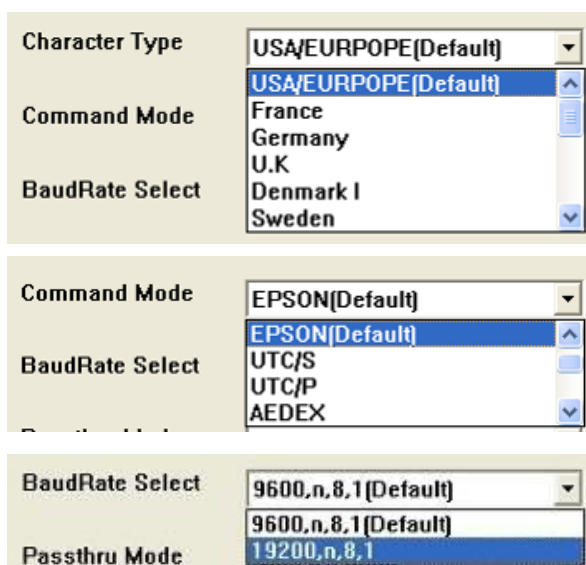 Character Type
USA/EURPOPE(Default)
USA/EURPOPE(Default)
Command Mode
France
Germany
U.K
BaudRate Select
Denmark I
Sweden
Command Mode
EPSON(Default)
EPSON(Default)
BaudRate Select
UTC/S
UTC/P
AEDEX
BaudRate Select
9600,n,8,1(Default)
9600,n,8,1(Default)
Passthru Mode
19200,n,8,1